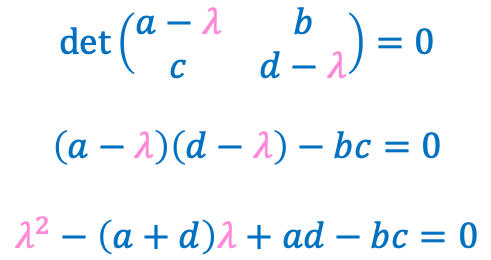 det(a − λ b
c d − λ) = 0
(a − λ)(d − λ) − bc = 0
λ² − (a + d)λ + ad − bc = 0